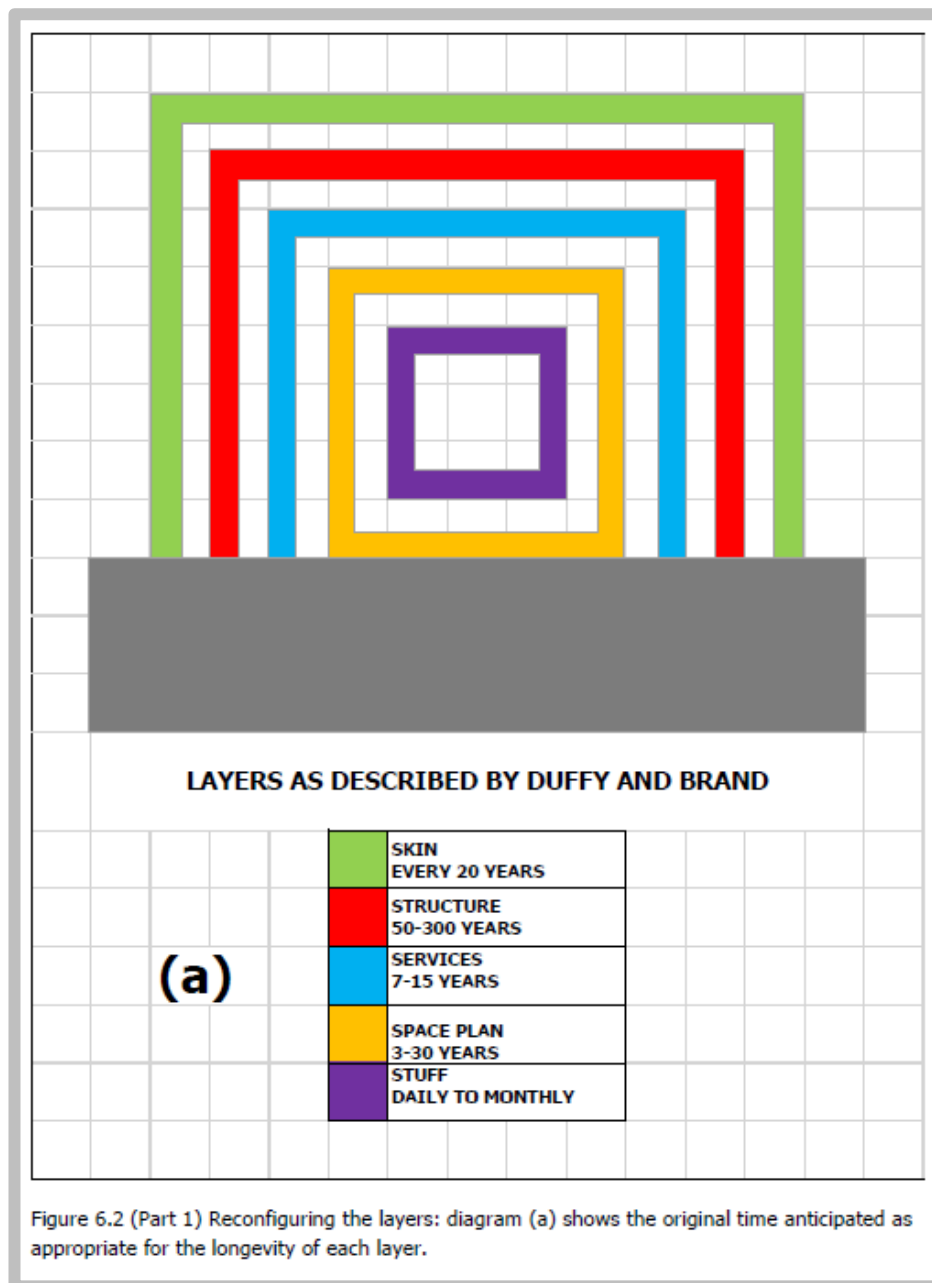 LAYERS AS DESCRIBED BY DUFFY AND BRAND
SKIN
EVERY 20 YEARS
STRUCTURE
50-300 YEARS
(a)
SERVICES
7-15 YEARS
SPACE PLAN
3-30 YEARS
STUFF
DAILY TO MONTHLY
Figure 6.2 (Part 1) Reconfiguring the layers: diagram (a) shows the original time anticipated as
appropriate for the longevity of each layer.